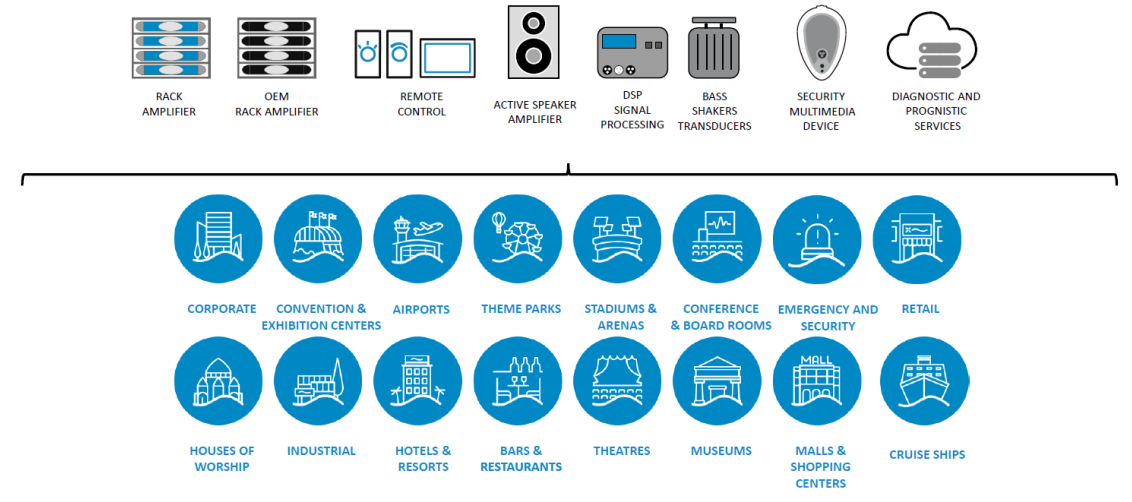 RACK
AMPLIFIER
OEM
RACK AMPLIFIER
REMOTE
CONTROL
ACTIVE SPEAKER
AMPLIFIER
DSP
SIGNAL
PROCESSING
BASS
SHAKERS
TRANSDUCERS
SECURITY
MULTIMEDIA
DEVICE
DIAGNOSTIC AND
PROGNISTIC
SERVICES
CORPORATE
CONVENTION &
EXHIBITION CENTERS
AIRPORTS
THEME PARKS
STADIUMS &
ARENAS
CONFERENCE
& BOARD ROOMS
EMERGENCY AND
SECURITY
RETAIL
MALL
HOUSES OF
WORSHIP
INDUSTRIAL
HOTELS &
RESORTS
BARS &
RESTAURANTS
THEATRES
MUSEUMS
MALLS &
SHOPPING
CENTERS
CRUISE SHIPS